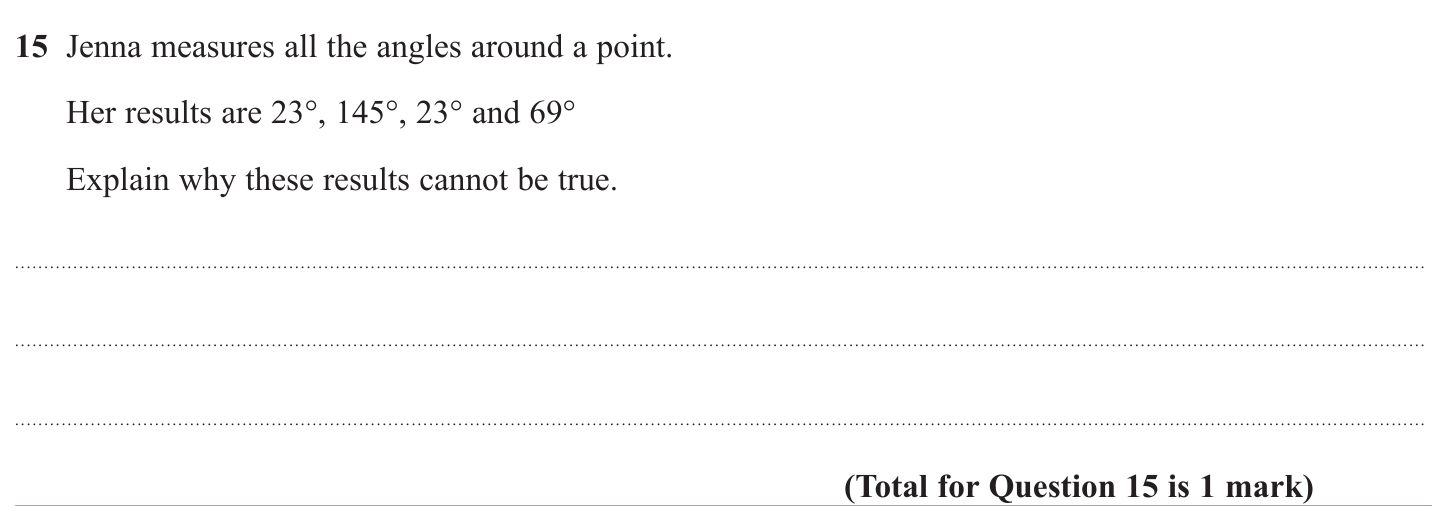 15 Jenna measures all the angles around a point.
Her results are 23°, 145°, 23° and 69°
Explain why these results cannot be true.
(Total for Question 15 is 1 mark)